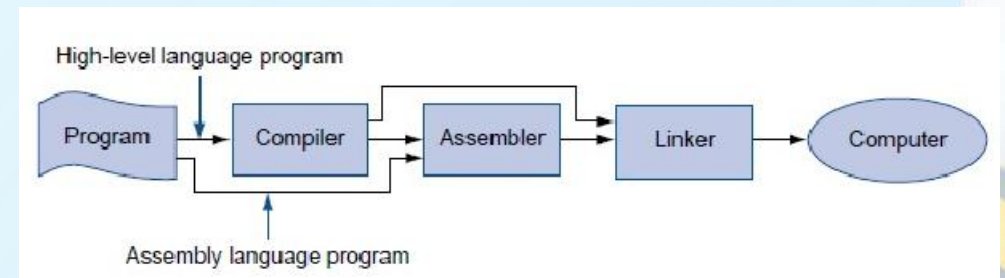 High-level language program
Program
Compiler
Assembler
Linker
Computer
Assembly language program